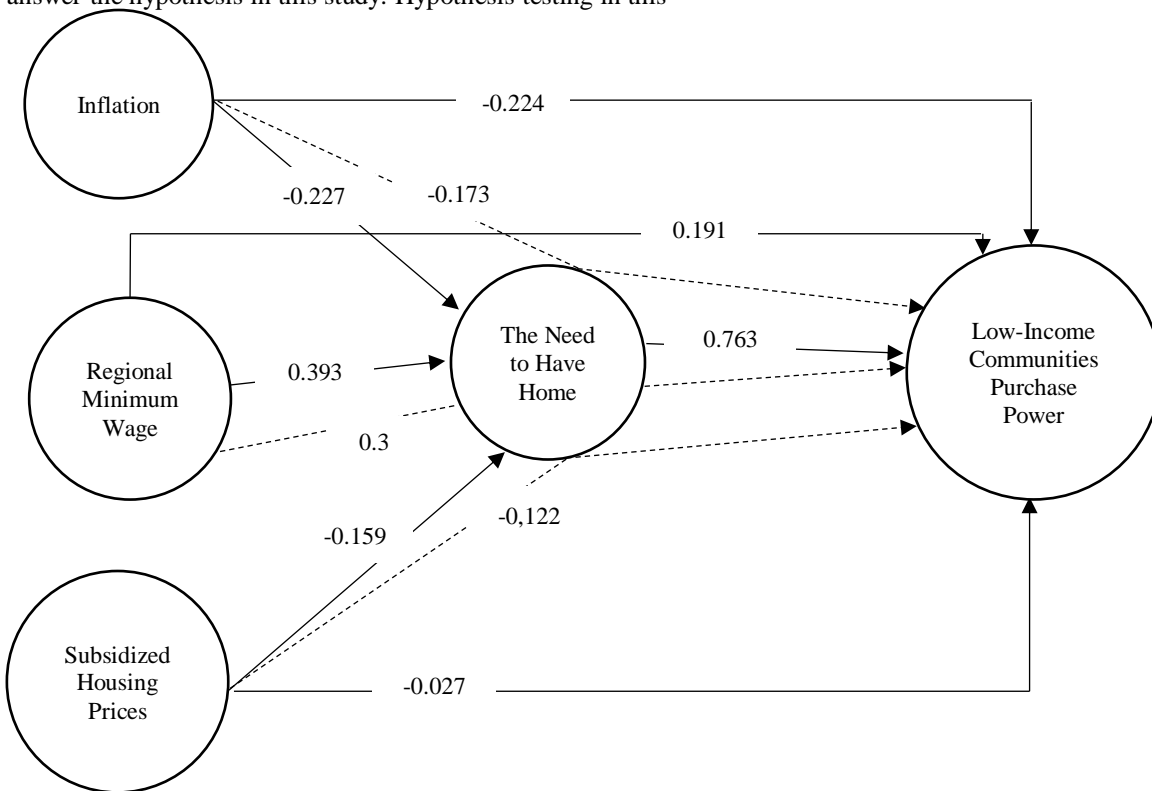 answer the hypothesis in this study. Hypothesis testing in this
Inflation
-0.224
-0.227
-0.173
0.191
Regional
Minimum
Wage
0.393
0.3
The Need
to Have
Home
0.763
Low-Income
Communities
Purchase
Power
-0.159
-0,122
Subsidized
Housing
Prices
-0.027